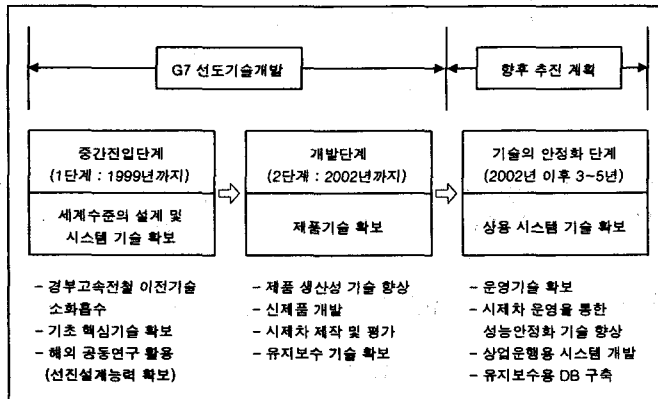 G7 선도기술개발
향후 추진 계획
중간진입단계
(1단계 : 1999년까지)
세계수준의 설계 및
시스템 기술 확보
- 경부고속전철 이전기술
소화흡수
- 기초 핵심기술 확보
- 해외 공동연구 활용
(선진설계능력 확보)
개발단계
(2단계 : 2002년까지)
제품기술 확보
- 제품 생산성 기술 향상
- 신제품 개발
- 시제차 제작 및 평가
- 유지보수 기술 확보
기술의 안정화 단계
(2002년 이후 3~5년)
상용 시스템 기술 확보
- 운영기술 확보
- 시제차 운영을 통한
성능안정화 기술 향상
- 상업운행용 시스템 개발
- 유지보수용 DB 구축